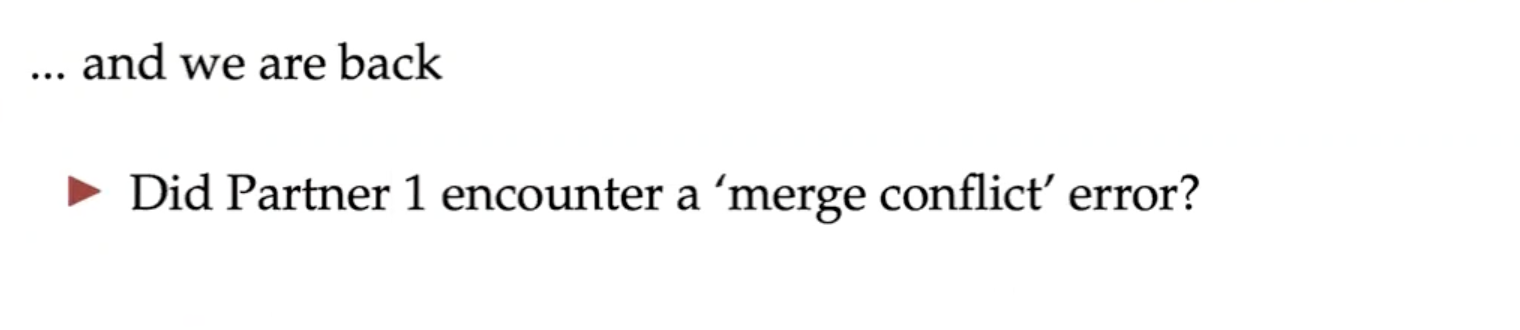 ... and we are back
▶ Did Partner 1 encounter a ‘merge conflict’ error?